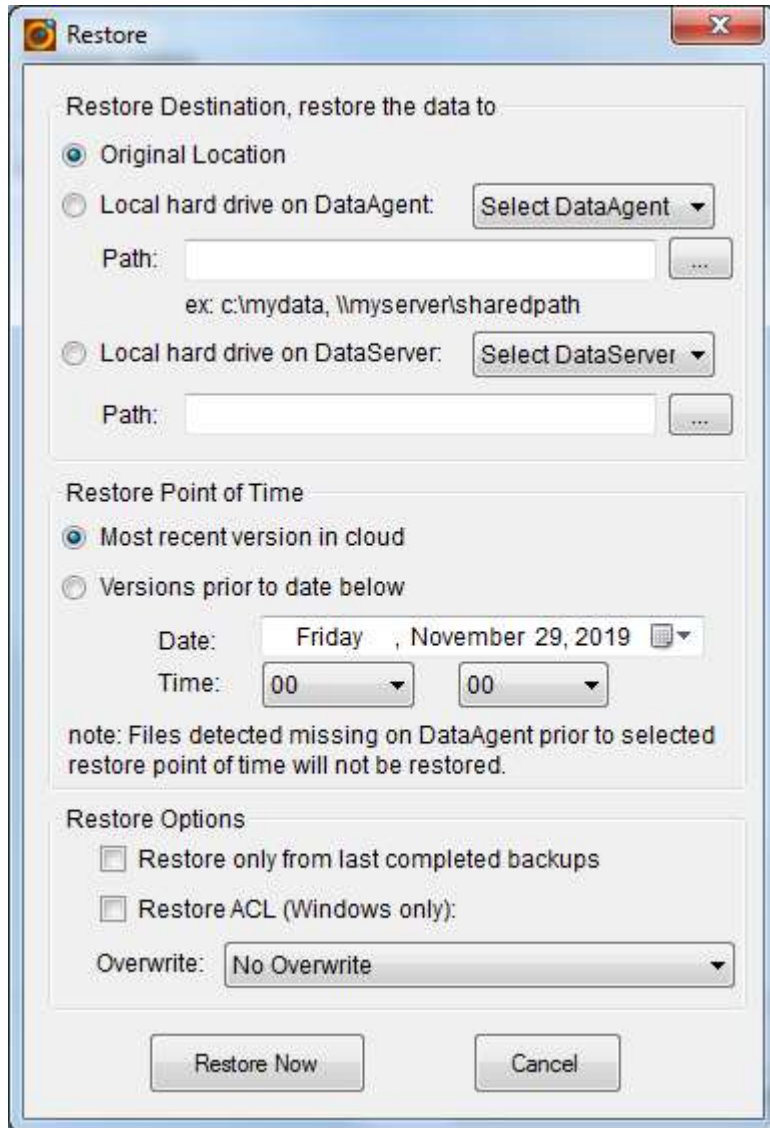 Restore
Restore Destination, restore the data to
Original Location
Local hard drive on DataAgent: Select DataAgent
Path: ...
ex: c:\mydata, \\myserver\sharedpath
Local hard drive on DataServer: Select DataServer
Path: ...
Restore Point of Time
Most recent version in cloud
Versions prior to date below
Date: Friday , November 29, 2019
Time: 00 00
note: Files detected missing on DataAgent prior to selected
restore point of time will not be restored.
Restore Options
Restore only from last completed backups
Restore ACL (Windows only):
Overwrite: No Overwrite
Restore Now Cancel